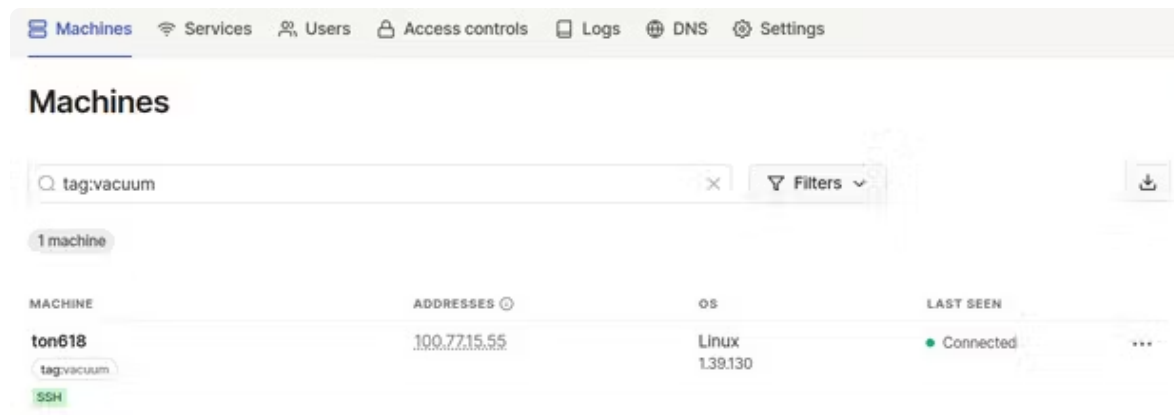 Machines Services Users Access controls Logs DNS Settings
Machines
tag:vacuum Filters
1 machine
MACHINE ADDRESSES OS LAST SEEN
ton618 100.77.15.55 Linux Connected
tag:vacuum 1.39.130
SSH